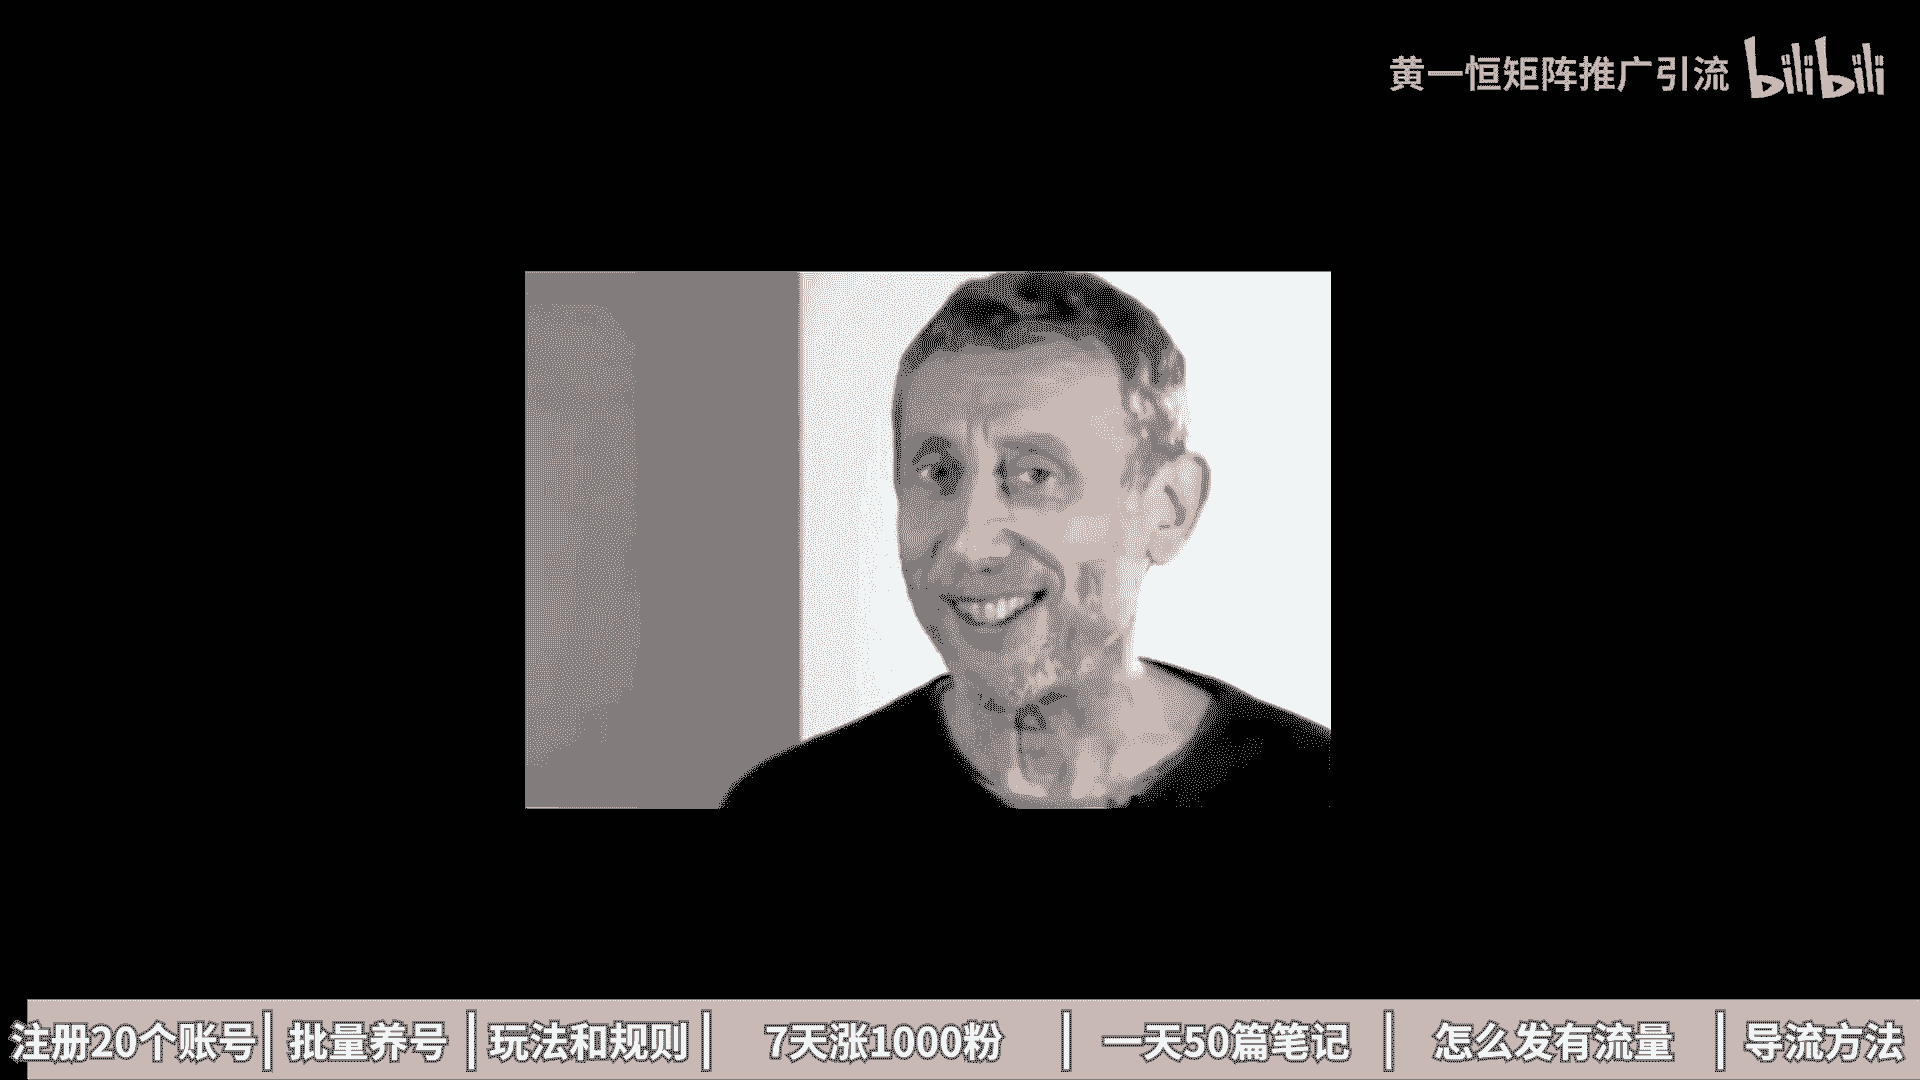 黄一恒矩阵推广引流 bilibili
注册20个账号 | 批量养号 | 玩法和规则 | 7天涨1000粉 | 一天50篇笔记 | 怎么发有流量 | 导流方法